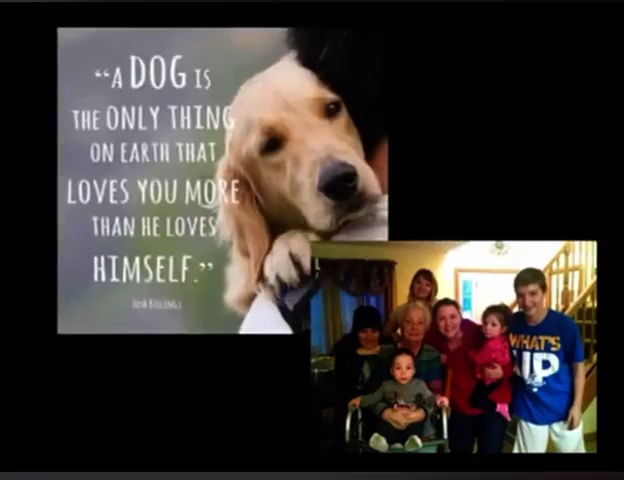 “A DOG IS
THE ONLY THING
ON EARTH THAT
LOVES YOU MORE
THAN HE LOVES
HIMSELF.”
JOSH BILLINGS
WHAT'S
UP